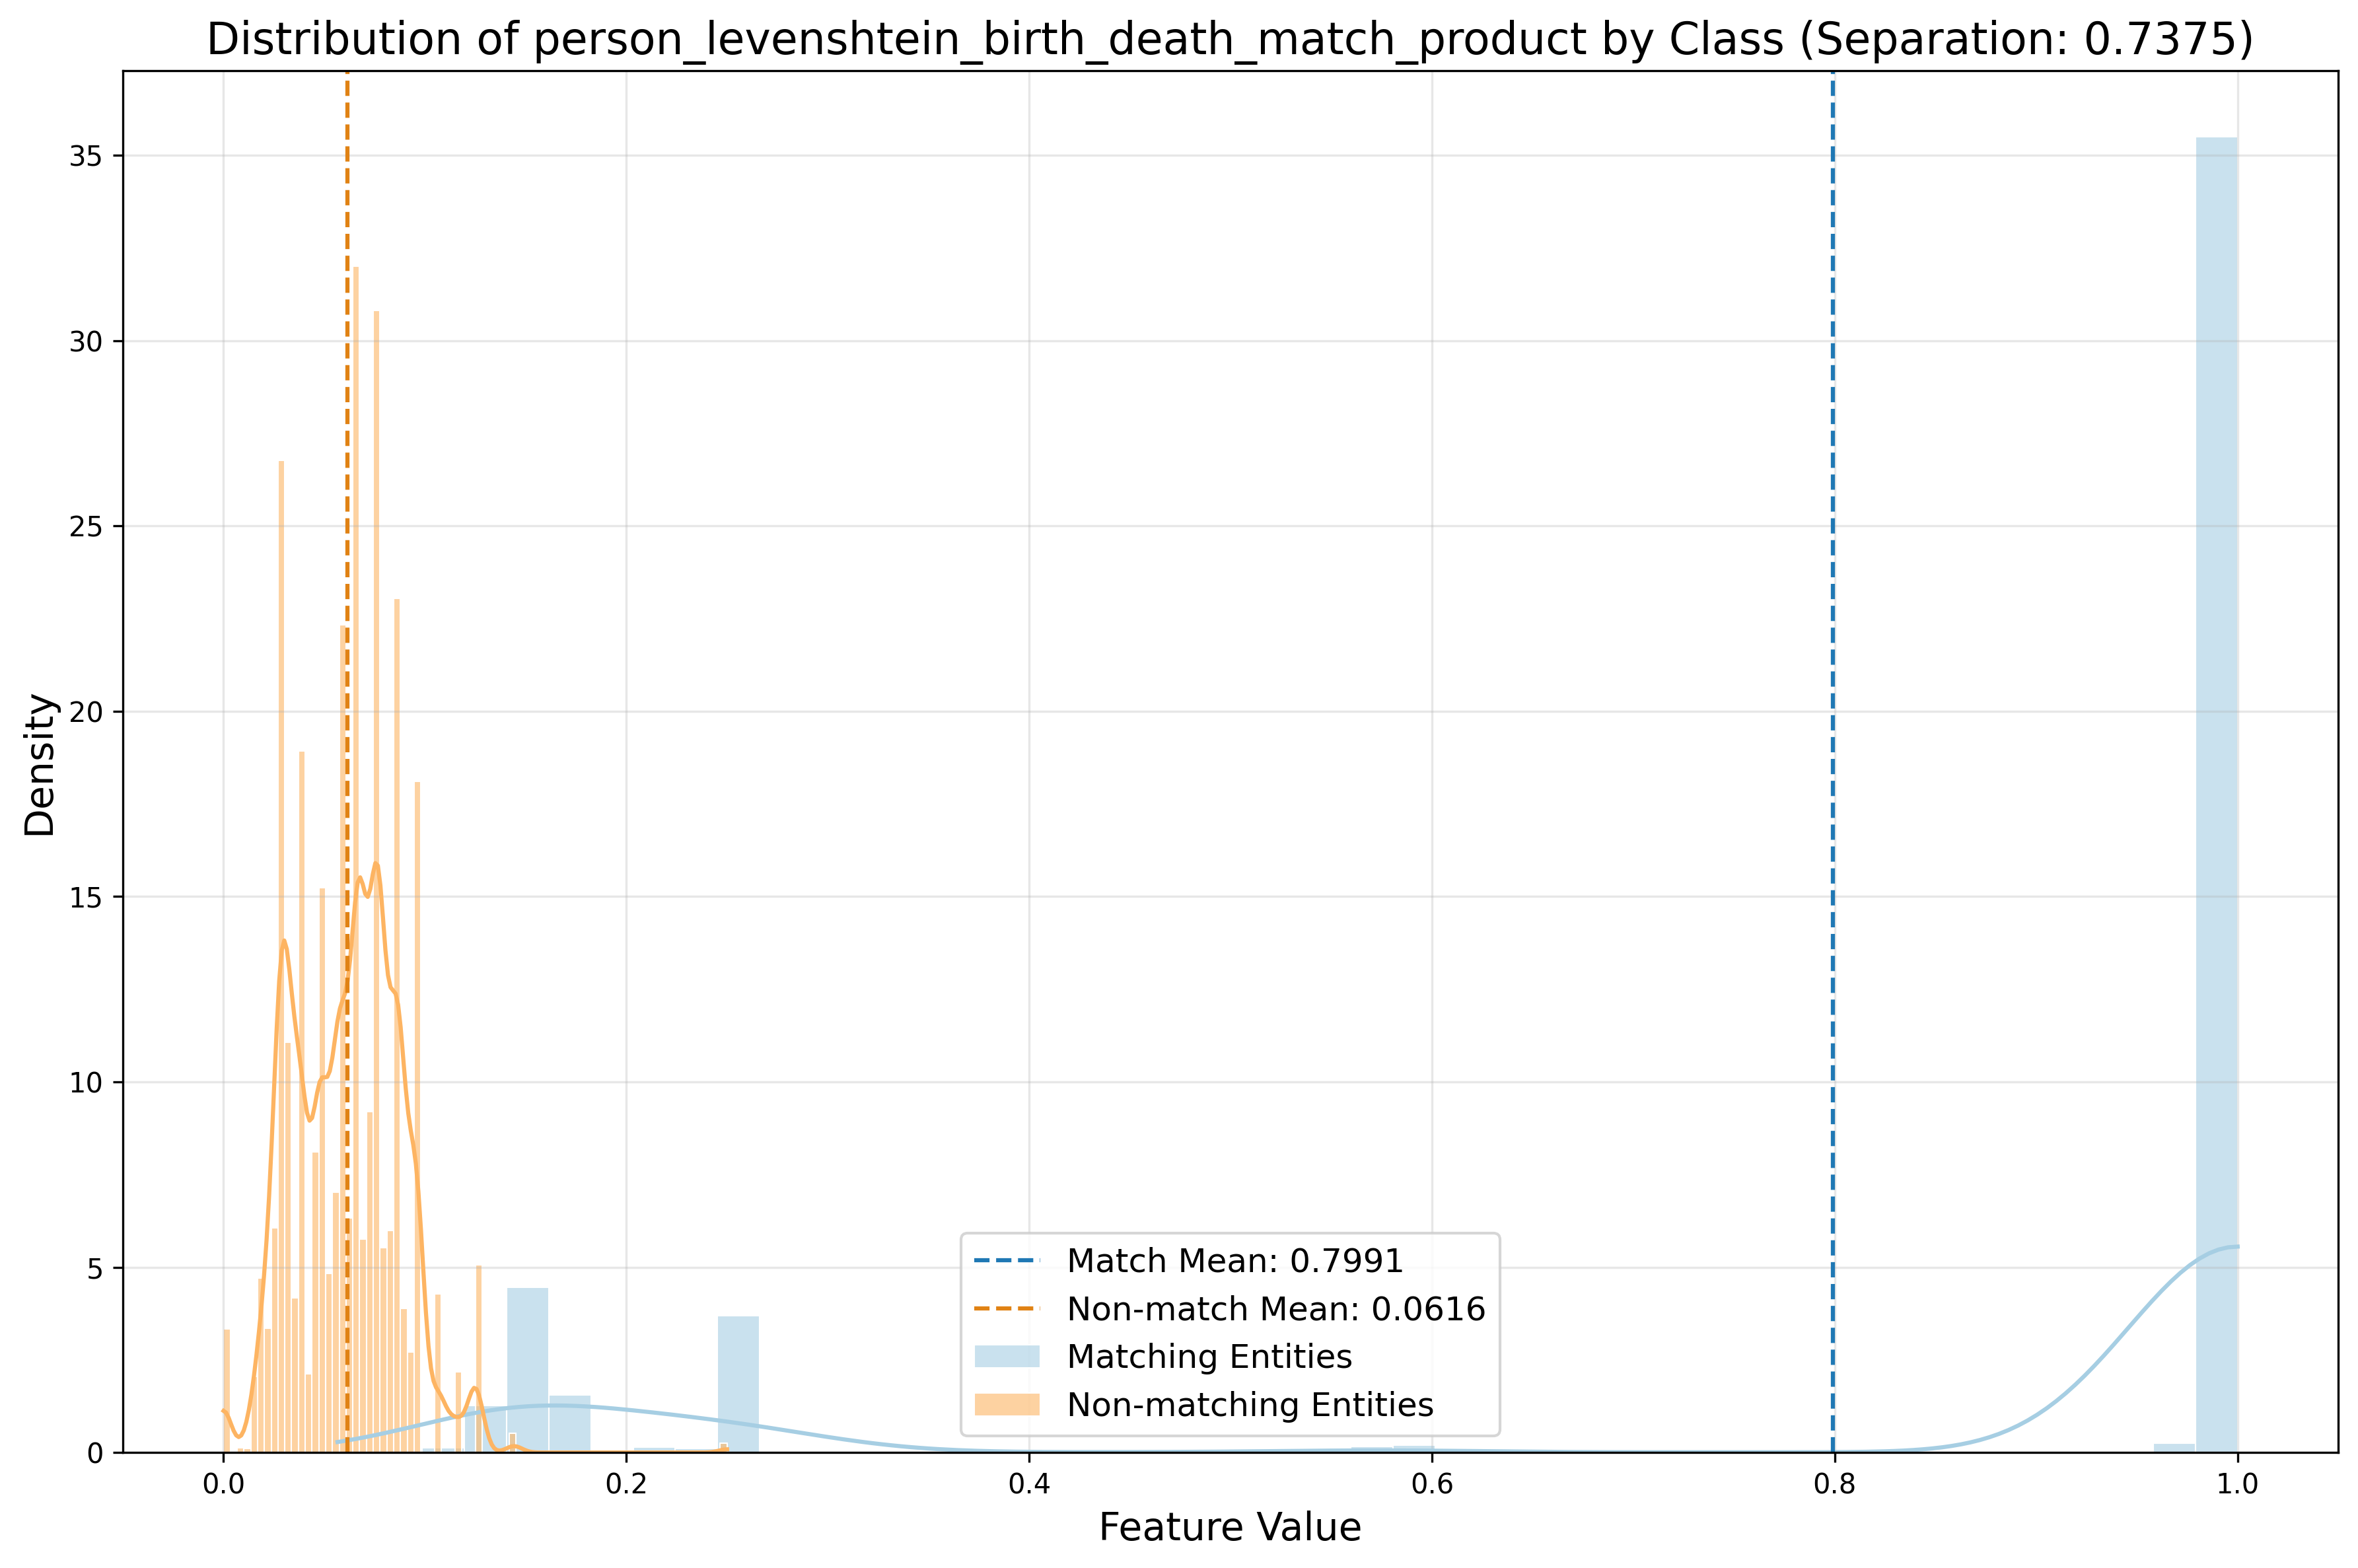 Distribution of person_levenshtein_birth_death_match_product by Class (Separation: 0.7375)
Density
35
30
25
20
15
10
5
0
0.0 0.2 0.4 0.6 0.8 1.0
Feature Value
Match Mean: 0.7991
Non-match Mean: 0.0616
Matching Entities
Non-matching Entities